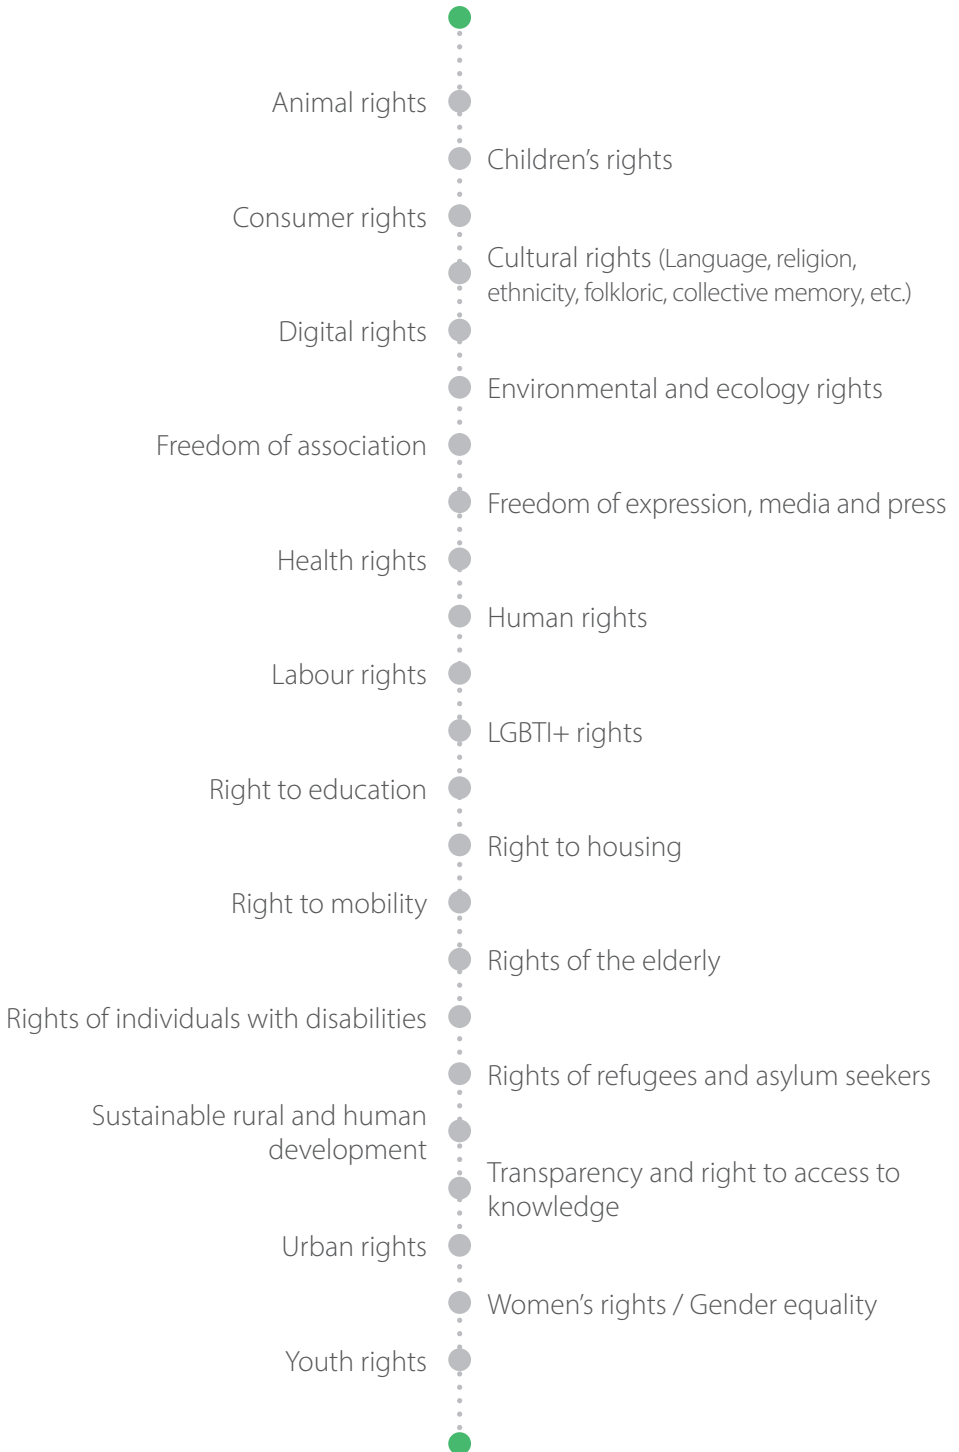 Animal rights
Children’s rights
Consumer rights
Cultural rights (Language, religion,
ethnicity, folkloric, collective memory, etc.)
Digital rights
Environmental and ecology rights
Freedom of association
Freedom of expression, media and press
Health rights
Human rights
Labour rights
LGBTI+ rights
Right to education
Right to housing
Right to mobility
Rights of the elderly
Rights of individuals with disabilities
Rights of refugees and asylum seekers
Sustainable rural and human
development
Transparency and right to access to
knowledge
Urban rights
Women’s rights / Gender equality
Youth rights